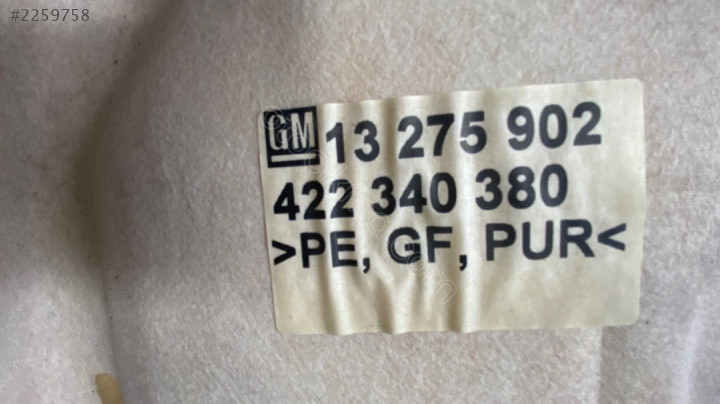 #2259758
GM 13 275 902
422 340 380
>PE, GF, PUR<